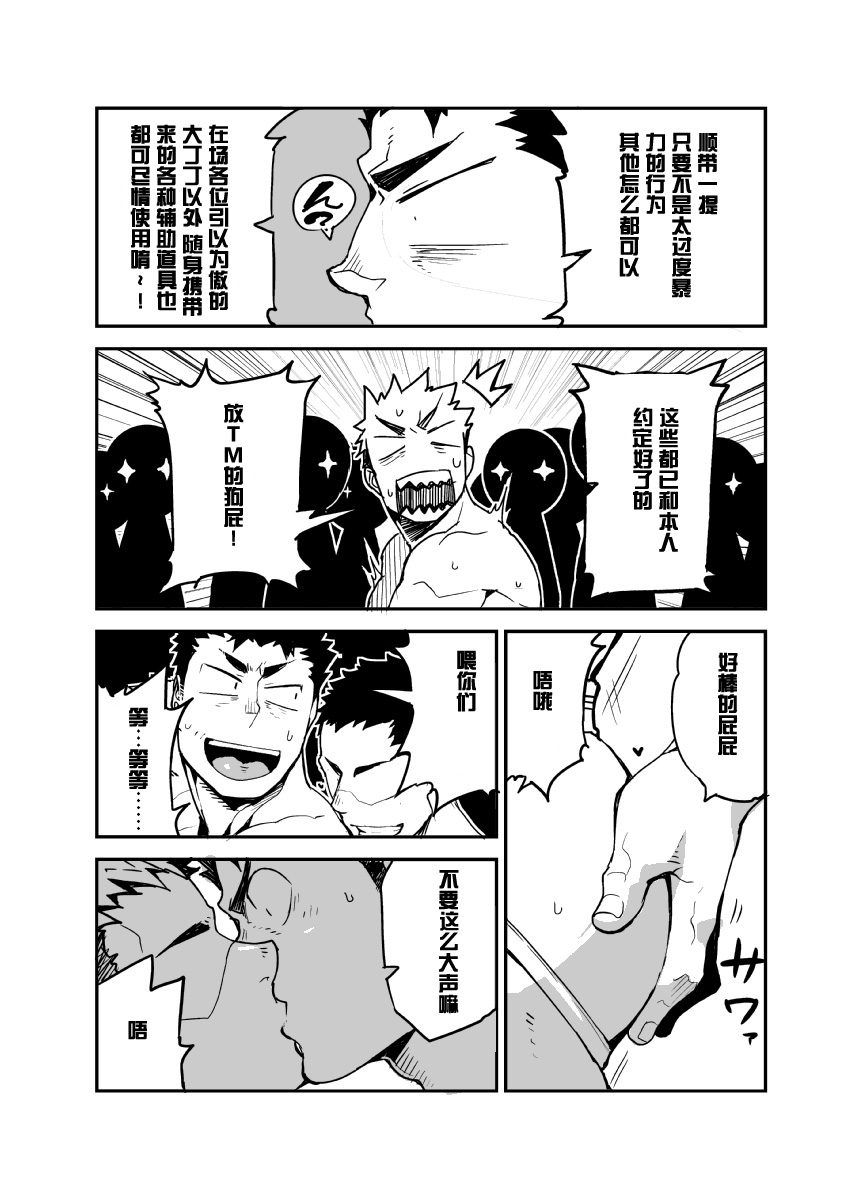 顺带一提
只要不是太过度暴
力的行为
其他怎么都可以
ん?
在场各位引以为傲的
大丁丁以外 随身携带
来的各种辅助道具也
都可尽情使用唷~!
这些都已和本人
约定好了的
放TM的狗屁!
好棒的屁屁
唔哦
サワァ
喂你们
等…等等……
不要这么大声嘛
唔